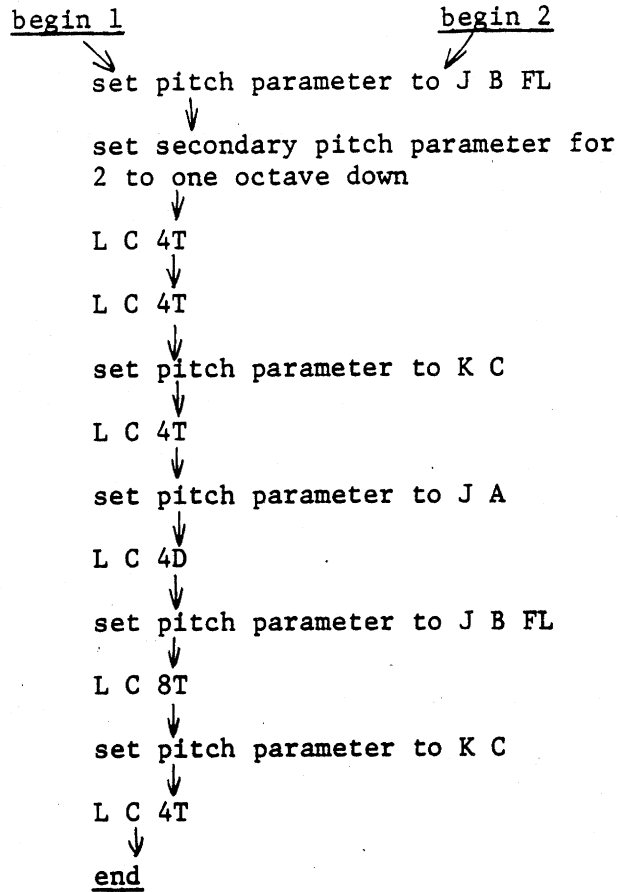 begin 1 begin 2
set pitch parameter to J B FL
set secondary pitch parameter for
2 to one octave down
L C 4T
L C 4T
set pitch parameter to K C
L C 4T
set pitch parameter to J A
L C 4D
set pitch parameter to J B FL
L C 8T
set pitch parameter to K C
L C 4T
end